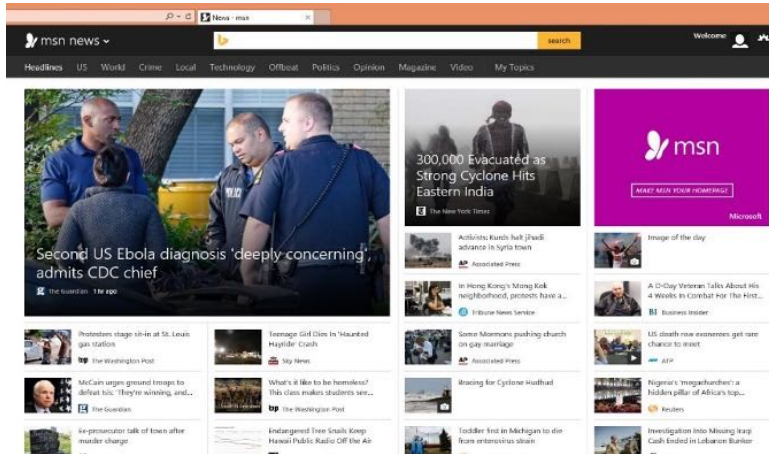 News - msn
msn news
search
Welcome
Headlines US World Crime Local Technology Offbeat Politics Opinion Magazine Video My Topics
Second US Ebola diagnosis 'deeply concerning',
admits CDC chief
The Guardian 1 hr ago
POLICE
300,000 Evacuated as
Strong Cyclone Hits
Eastern India
The New York Times
msn
MAKE MSN YOUR HOMEPAGE
Microsoft
Protesters stage sit-in at St. Louis
gas station
wp The Washington Post
McCain urges ground troops to
defeat Isis: 'They're winning, and...
The Guardian
Ex-prosecutor talk of town after
murder charge
Teenage Girl Dies In 'Haunted
Hayride' Crash
Sky News
What's it like to be homeless?
This class makes students see...
wp The Washington Post
Endangered Tree Snails Keep
Hawaii Public Radio Off the Air
Activists: Kurds halt jihadi
advance in Syria town
AP Associated Press
In Hong Kong's Mong Kok
neighborhood, protests have a...
Tribune News Service
Some Mormons pushing church
on gay marriage
AP Associated Press
Bracing for Cyclone Hudhud
Toddler first in Michigan to die
from enterovirus strain
Image of the day
A D-Day Veteran Talks About His
4 Weeks In Combat For The First...
BI Business Insider
US death row exonerees get rare
chance to meet
AFP
Nigeria's 'megachurches': a
hidden pillar of Africa's top...
Reuters
Investigation Into Missing Iraq
Cash Ended in Lebanon Bunker